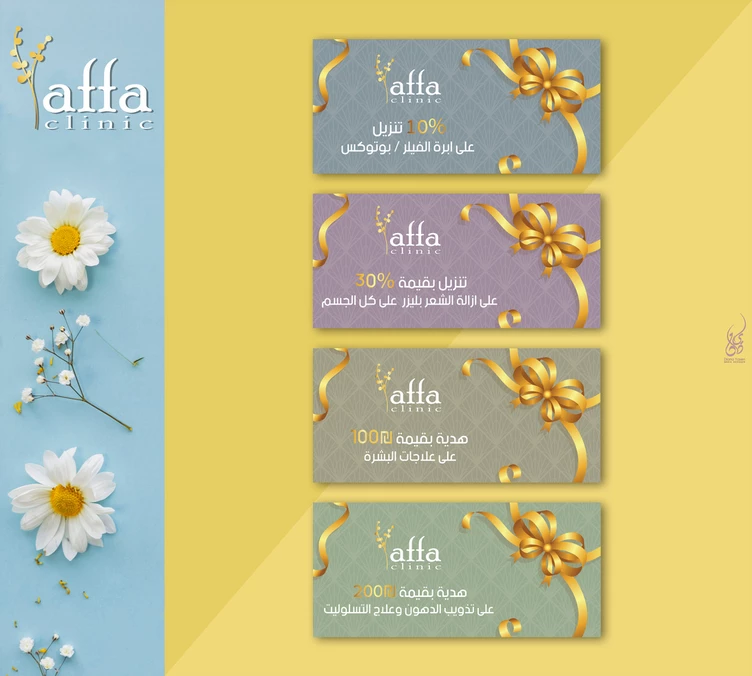 affa
clinic
affa
clinic
10% تنزيل
على ابرة الفيلر / بوتوكس
affa
clinic
تنزيل بقيمة 30%
على ازالة الشعر بليزر على كل الجسم
affa
clinic
هدية بقيمة 100₪
على علاجات البشرة
affa
clinic
هدية بقيمة 200₪
على تذويب الدهون وعلاج التسلوليت